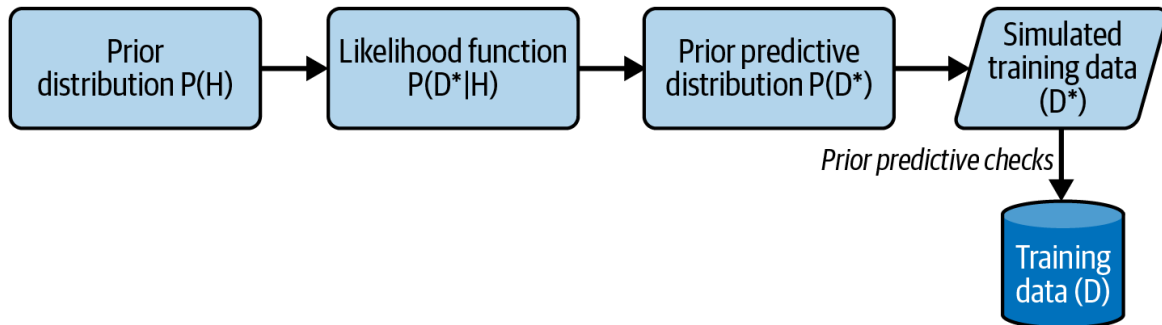 Prior
distribution P(H)
Likelihood function
P(D*|H)
Prior predictive
distribution P(D*)
Simulated
training data
(D*)
Prior predictive checks
Training
data (D)